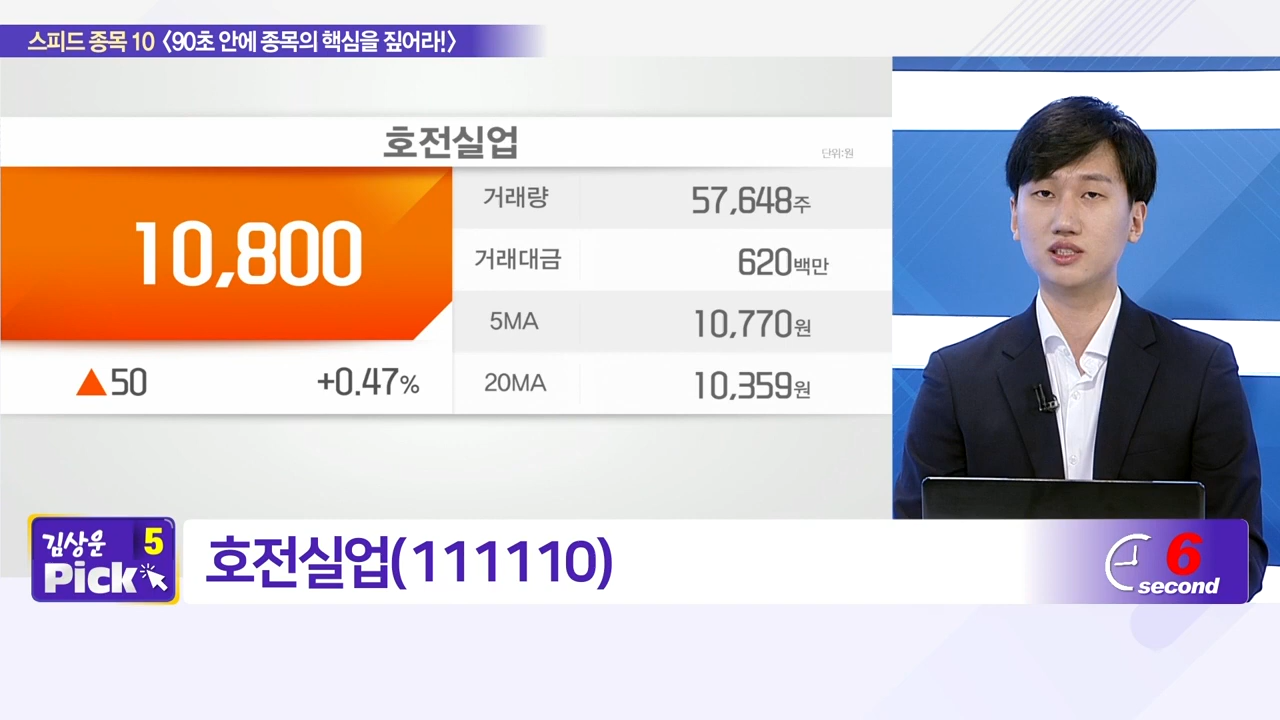 스피드 종목 10 <90초 안에 종목의 핵심을 짚어라!>
호전실업
단위:원
10,800
▲50 +0.47%
거래량 57,648주
거래대금 620백만
5MA 10,770원
20MA 10,359원
김상운 5
Pick
호전실업(111110)
6
second